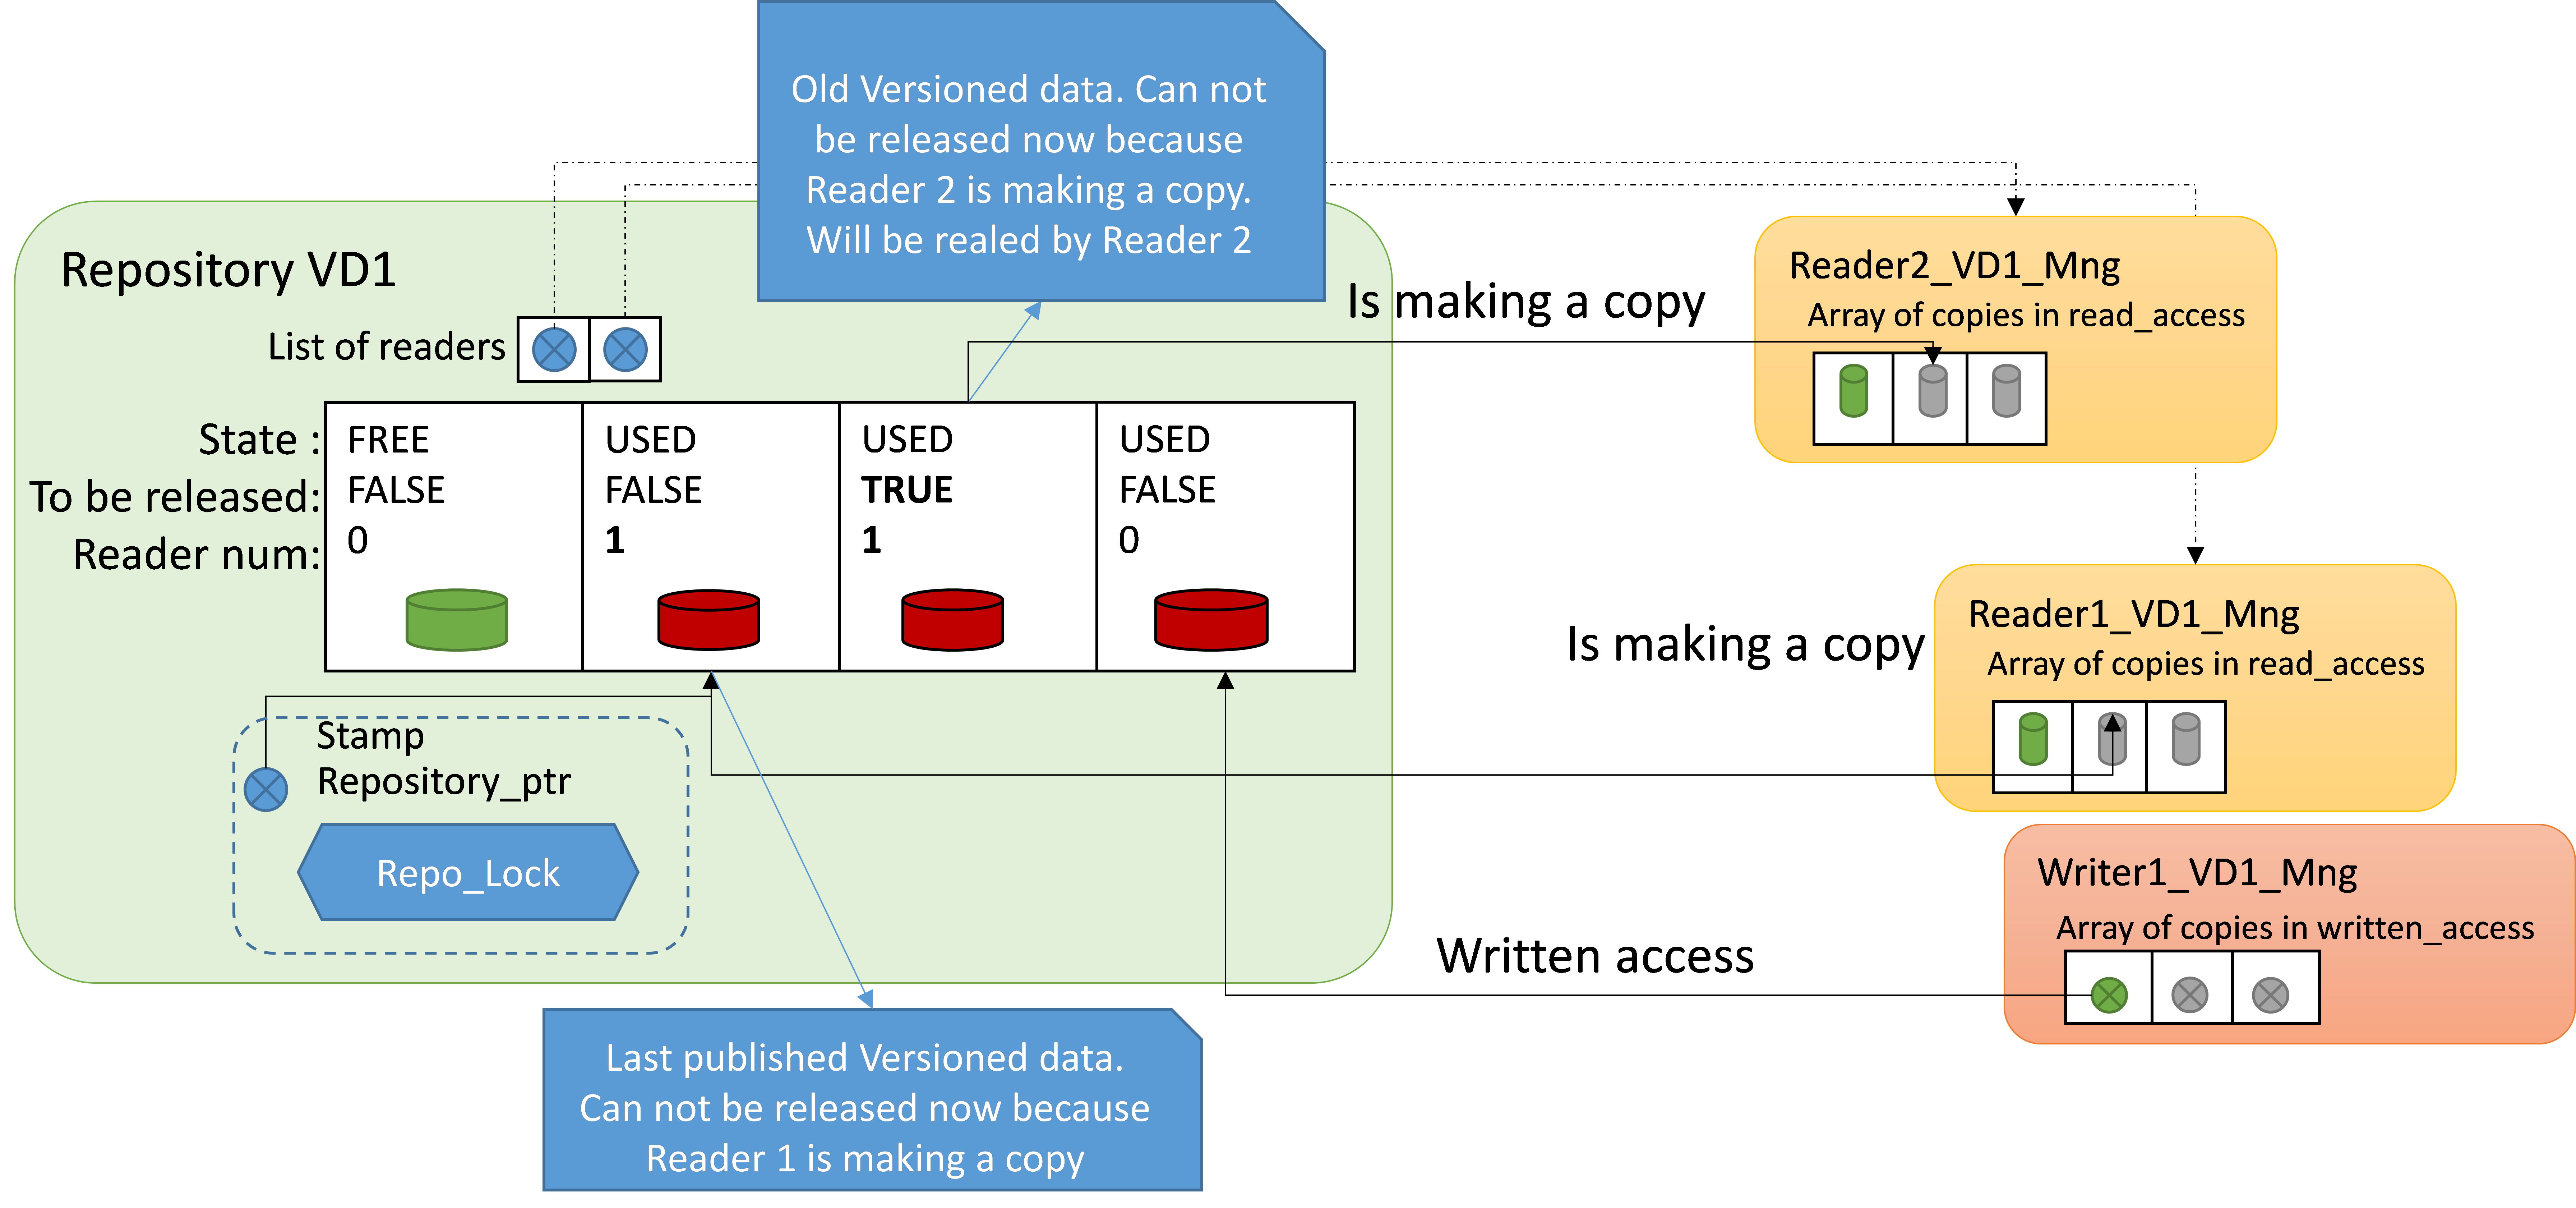 Old Versioned data. Can not
be released now because
Reader 2 is making a copy.
Will be realed by Reader 2
Repository VD1
List of readers
Is making a copy
Reader2_VD1_Mng
Array of copies in read_access
State :
FREE
USED
USED
USED
To be released:
FALSE
FALSE
TRUE
FALSE
Reader num:
0
1
1
0
Is making a copy
Reader1_VD1_Mng
Array of copies in read_access
Stamp
Repository_ptr
Repo_Lock
Written access
Writer1_VD1_Mng
Array of copies in written_access
Last published Versioned data.
Can not be released now because
Reader 1 is making a copy